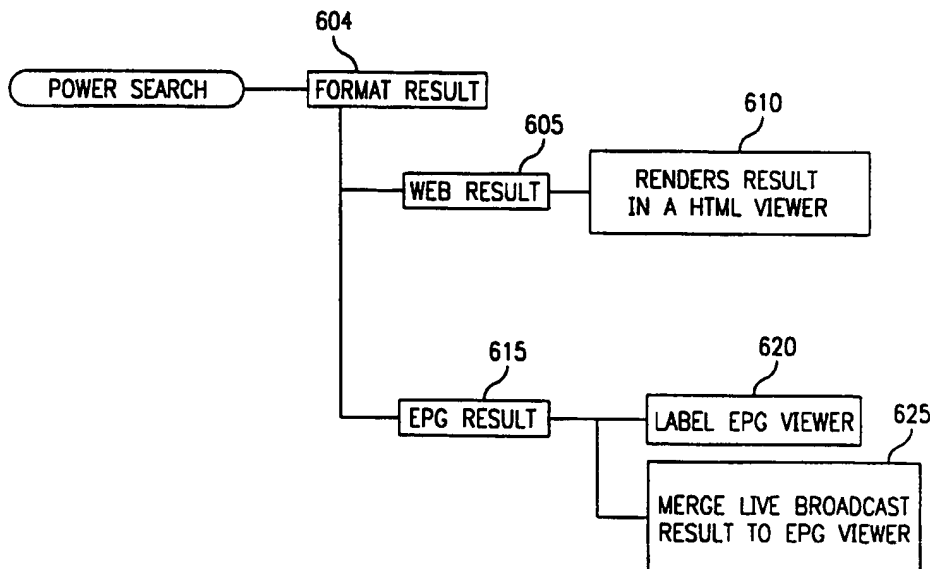 604
POWER SEARCH
FORMAT RESULT
605
610
WEB RESULT
RENDERS RESULT
IN A HTML VIEWER
615
620
EPG RESULT
LABEL EPG VIEWER
625
MERGE LIVE BROADCAST
RESULT TO EPG VIEWER